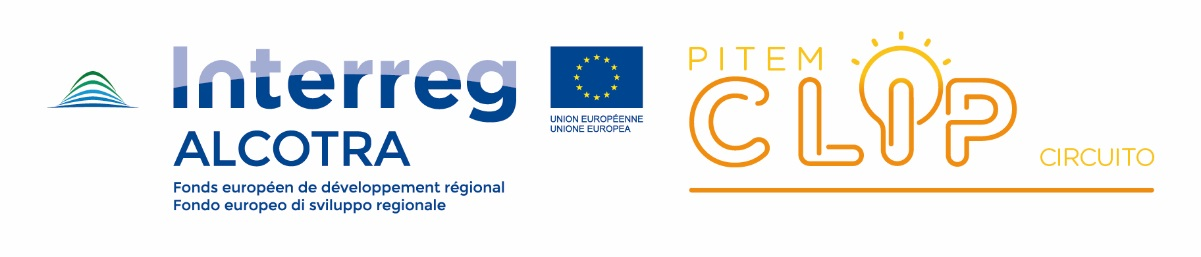 Interreg
ALCOTRA
Fonds européen de développement régional
Fondo europeo di sviluppo regionale
UNION EUROPÉENNE
UNIONE EUROPEA
PITEM
CLIP
CIRCUITO